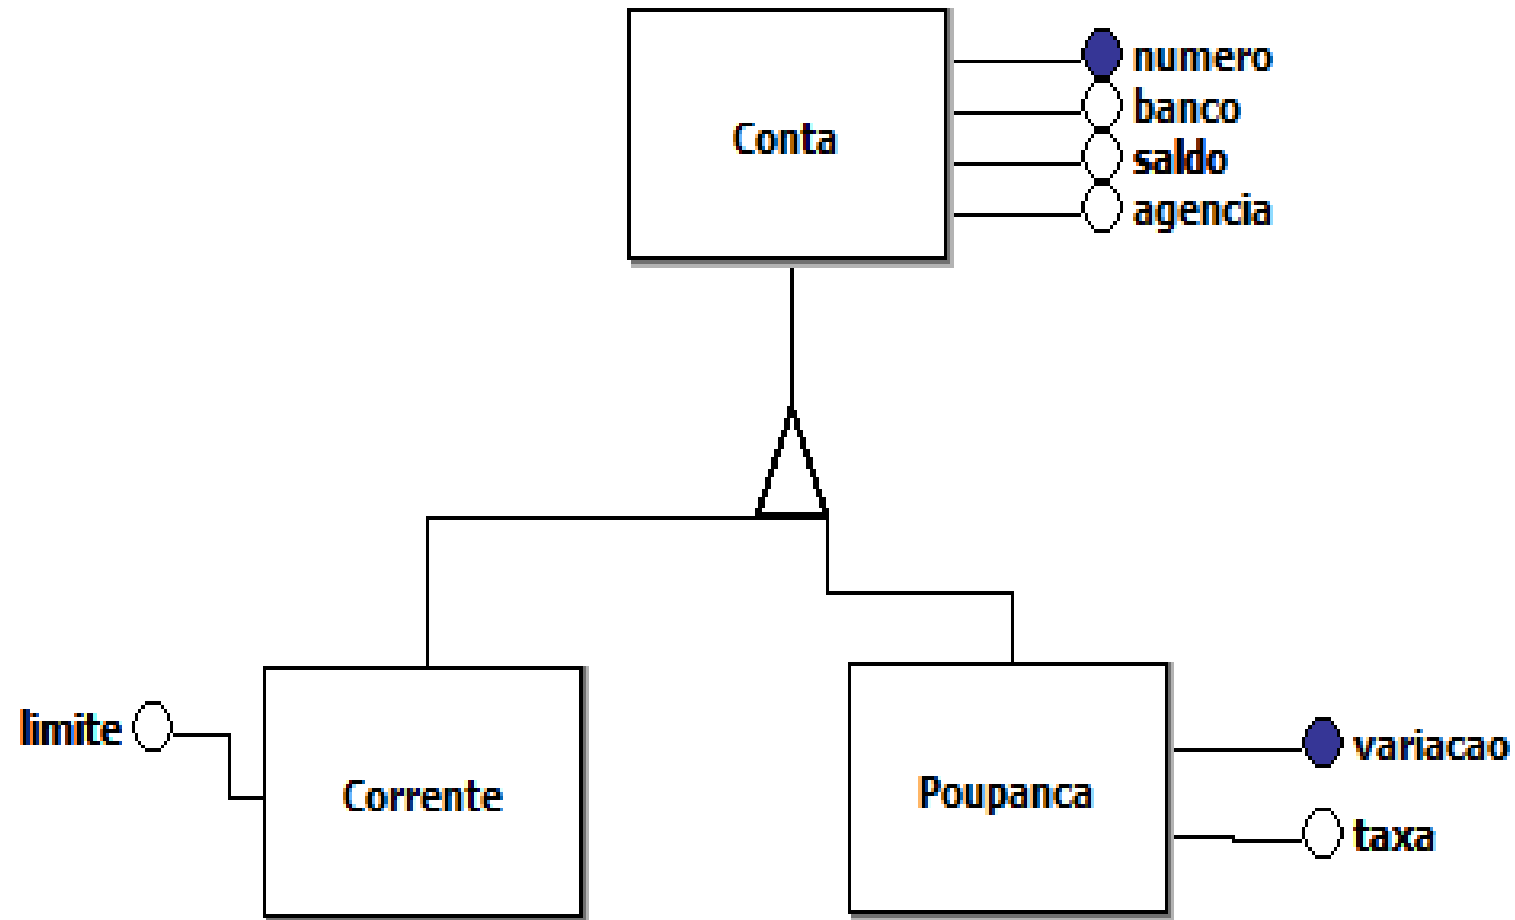 numero
banco
Conta
saldo
agencia
limite
Corrente
Poupanca
variacao
taxa